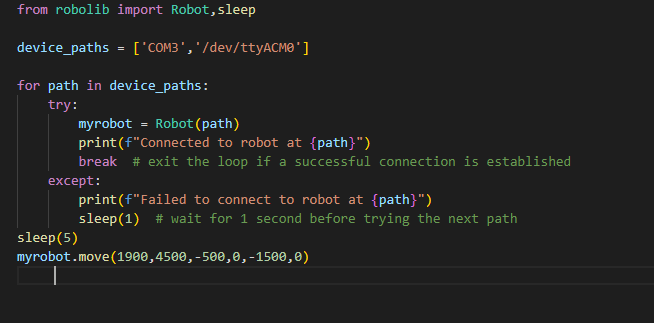 from robolib import Robot,sleep

device_paths = ['COM3','/dev/ttyACM0']

for path in device_paths:
    try:
        myrobot = Robot(path)
        print(f"Connected to robot at {path}")
        break  # exit the loop if a successful connection is established
    except:
        print(f"Failed to connect to robot at {path}")
        sleep(1)  # wait for 1 second before trying the next path
sleep(5)
myrobot.move(1900,4500,-500,0,-1500,0)